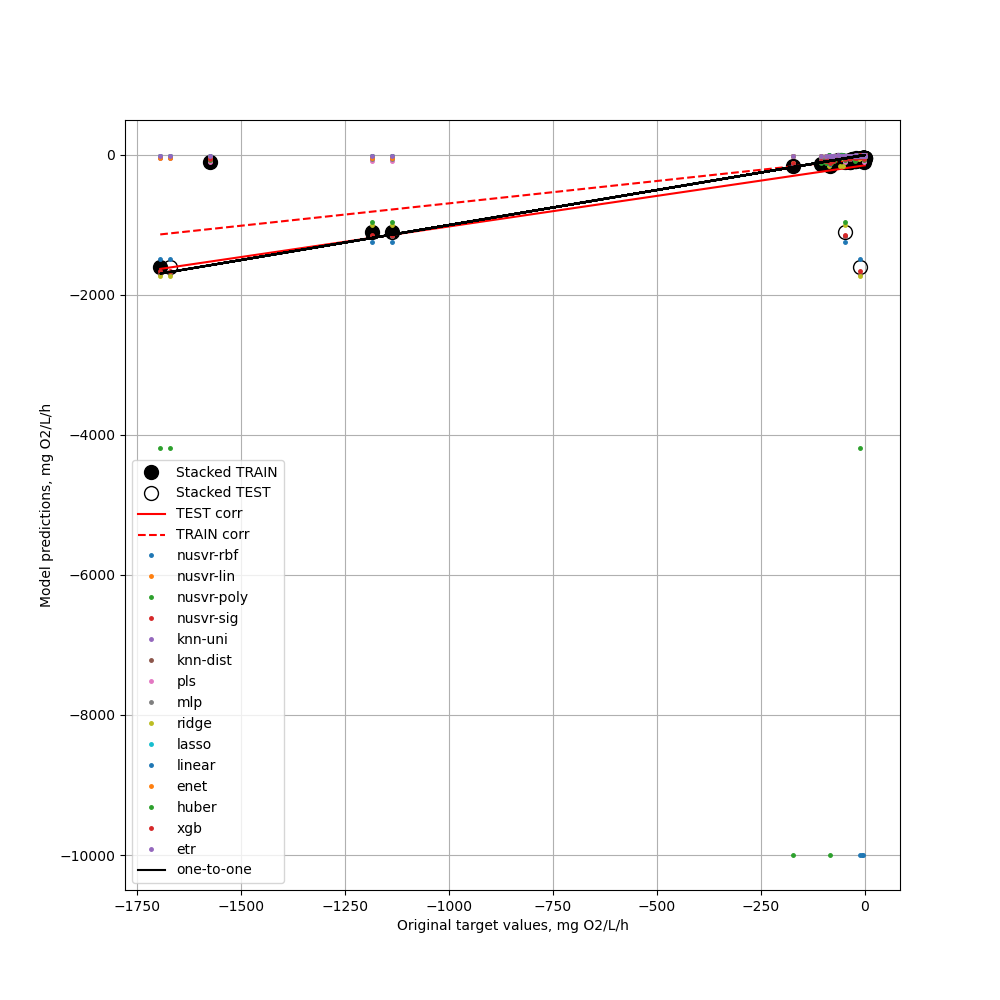 0
−2000
−4000
−6000
−8000
−10000
Model predictions, mg O2/L/h
Stacked TRAIN
Stacked TEST
TEST corr
TRAIN corr
nusvr-rbf
nusvr-lin
nusvr-poly
nusvr-sig
knn-uni
knn-dist
pls
mlp
ridge
lasso
linear
enet
huber
xgb
etr
one-to-one
−1750 −1500 −1250 −1000 −750 −500 −250 0
Original target values, mg O2/L/h